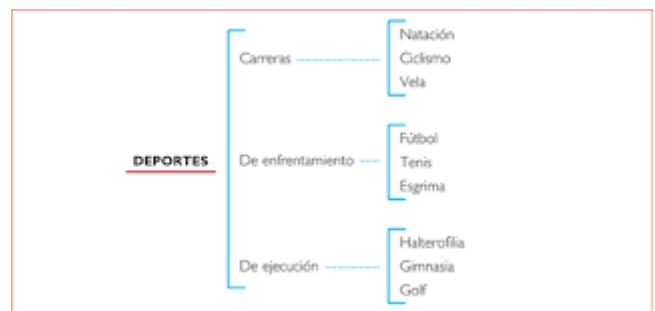 DEPORTES
Carreras
Natación
Ciclismo
Vela
De enfrentamiento
Fútbol
Tenis
Esgrima
De ejecución
Halterofilia
Gimnasia
Golf